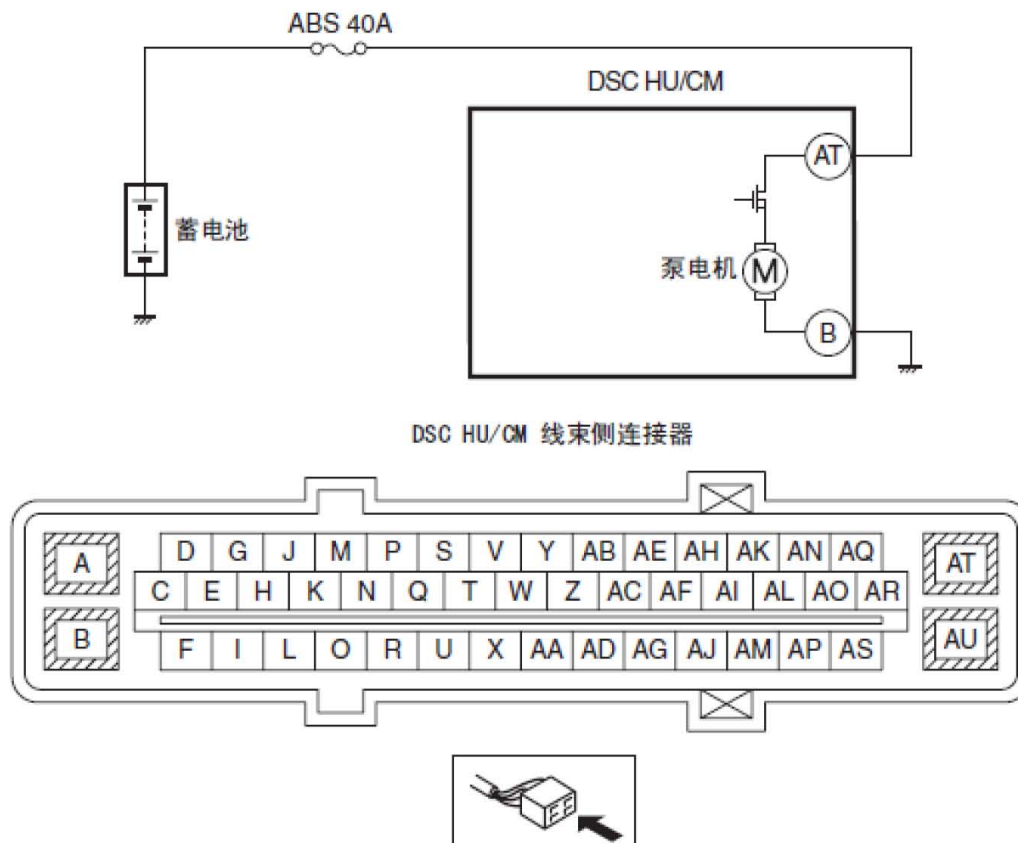 ABS 40A
DSC HU/CM
AT
蓄电池
泵电机 M
B
DSC HU/CM 线束侧连接器
A D G J M P S V Y AB AE AH AK AN AQ AT
C E H K N Q T W Z AC AF AI AL AO AR
B F I L O R U X AA AD AG AJ AM AP AS AU